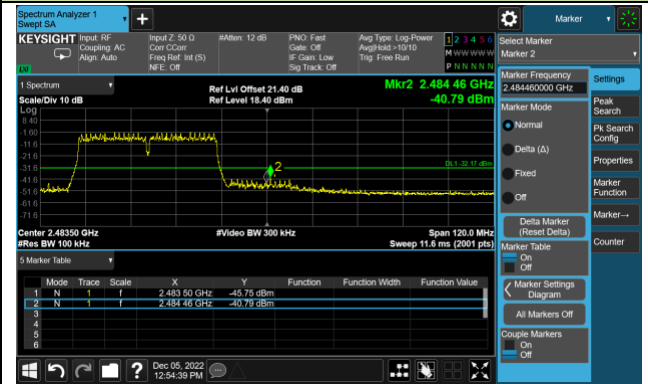 Spectrum Analyzer 1
Swept SA
Marker
KEYSIGHT Input: RF Input Z: 50 Ω #Atten: 12 dB PNO: Fast Avg Type: Log-Power 1 2 3 4 5 6
Coupling: AC Corr CCorr Gate: Off Avg|Hold:>10/10 M W W W W W
Align: Auto Freq Ref: Int (S) IF Gain: Low Trig: Free Run
NFE: Off Sig Track: Off P N N N N N
Select Marker
Marker 2
1 Spectrum
Ref Lvl Offset 21.40 dB Mkr2 2.484 46 GHz
Scale/Div 10 dB Ref Level 18.40 dBm -40.79 dBm
Log
8.40
-1.60
-11.6
-21.6
-31.6
-41.6
-51.6
-61.6
-71.6
2
DL1 -32.17 dBm
Center 2.48350 GHz #Video BW 300 kHz Span 120.0 MHz
#Res BW 100 kHz Sweep 11.6 ms (2001 pts)
5 Marker Table
Mode Trace Scale X Y Function Function Width Function Value
1 N 1 f 2.483 50 GHz -45.75 dBm
2 N 1 f 2.484 46 GHz -40.79 dBm
3
4
5
6
Marker Frequency
2.484460000 GHz
Marker Mode
Normal
Delta (Δ)
Fixed
Off
Delta Marker
(Reset Delta)
Marker Table
On
Off
Marker Settings
Diagram
All Markers Off
Couple Markers
On
Off
Settings
Peak
Search
Pk Search
Config
Properties
Marker
Function
Marker→
Counter
Dec 05, 2022
12:54:39 PM